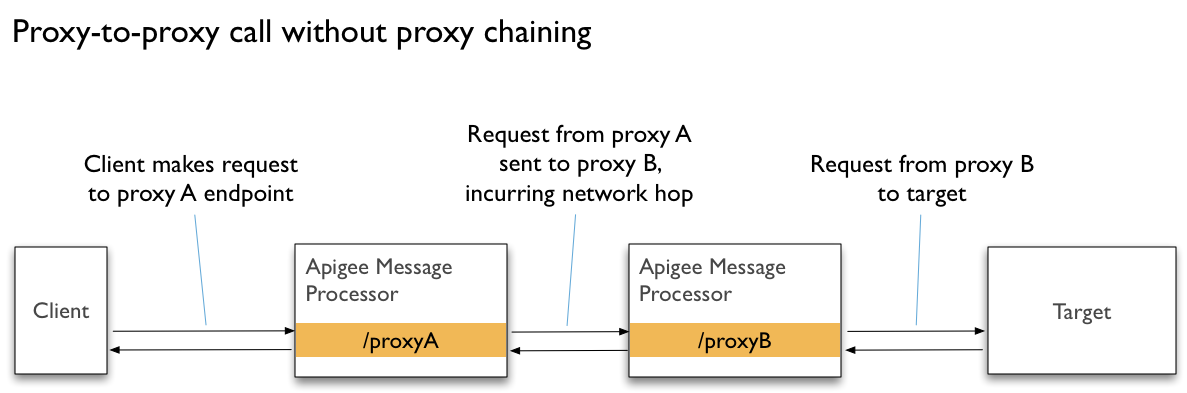 Proxy-to-proxy call without proxy chaining
Client makes request
to proxy A endpoint
Request from proxy A
sent to proxy B,
incurring network hop
Request from proxy B
to target
Client
Apigee Message
Processor
/proxyA
Apigee Message
Processor
/proxyB
Target